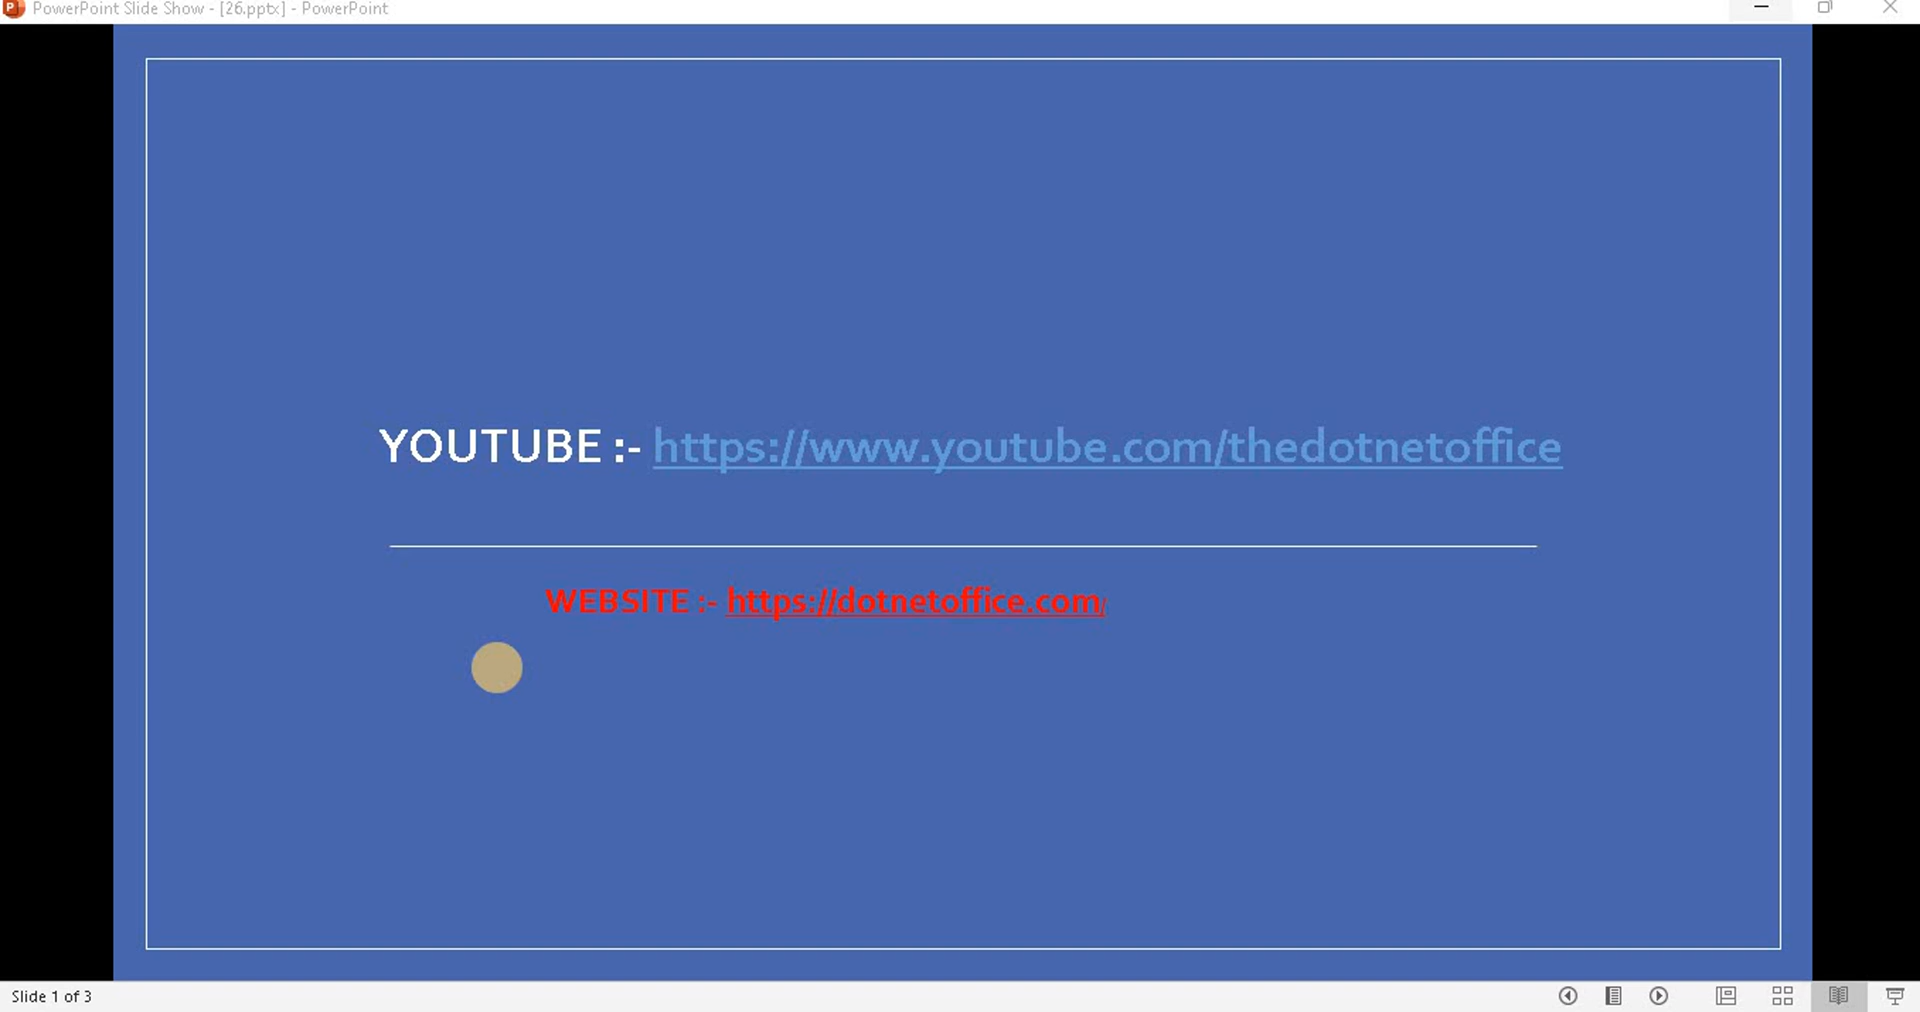 PowerPoint Slide Show - [26.pptx] - PowerPoint
YOUTUBE :- https://www.youtube.com/thedotnetoffice
WEBSITE :- https://dotnetoffice.com/
Slide 1 of 3